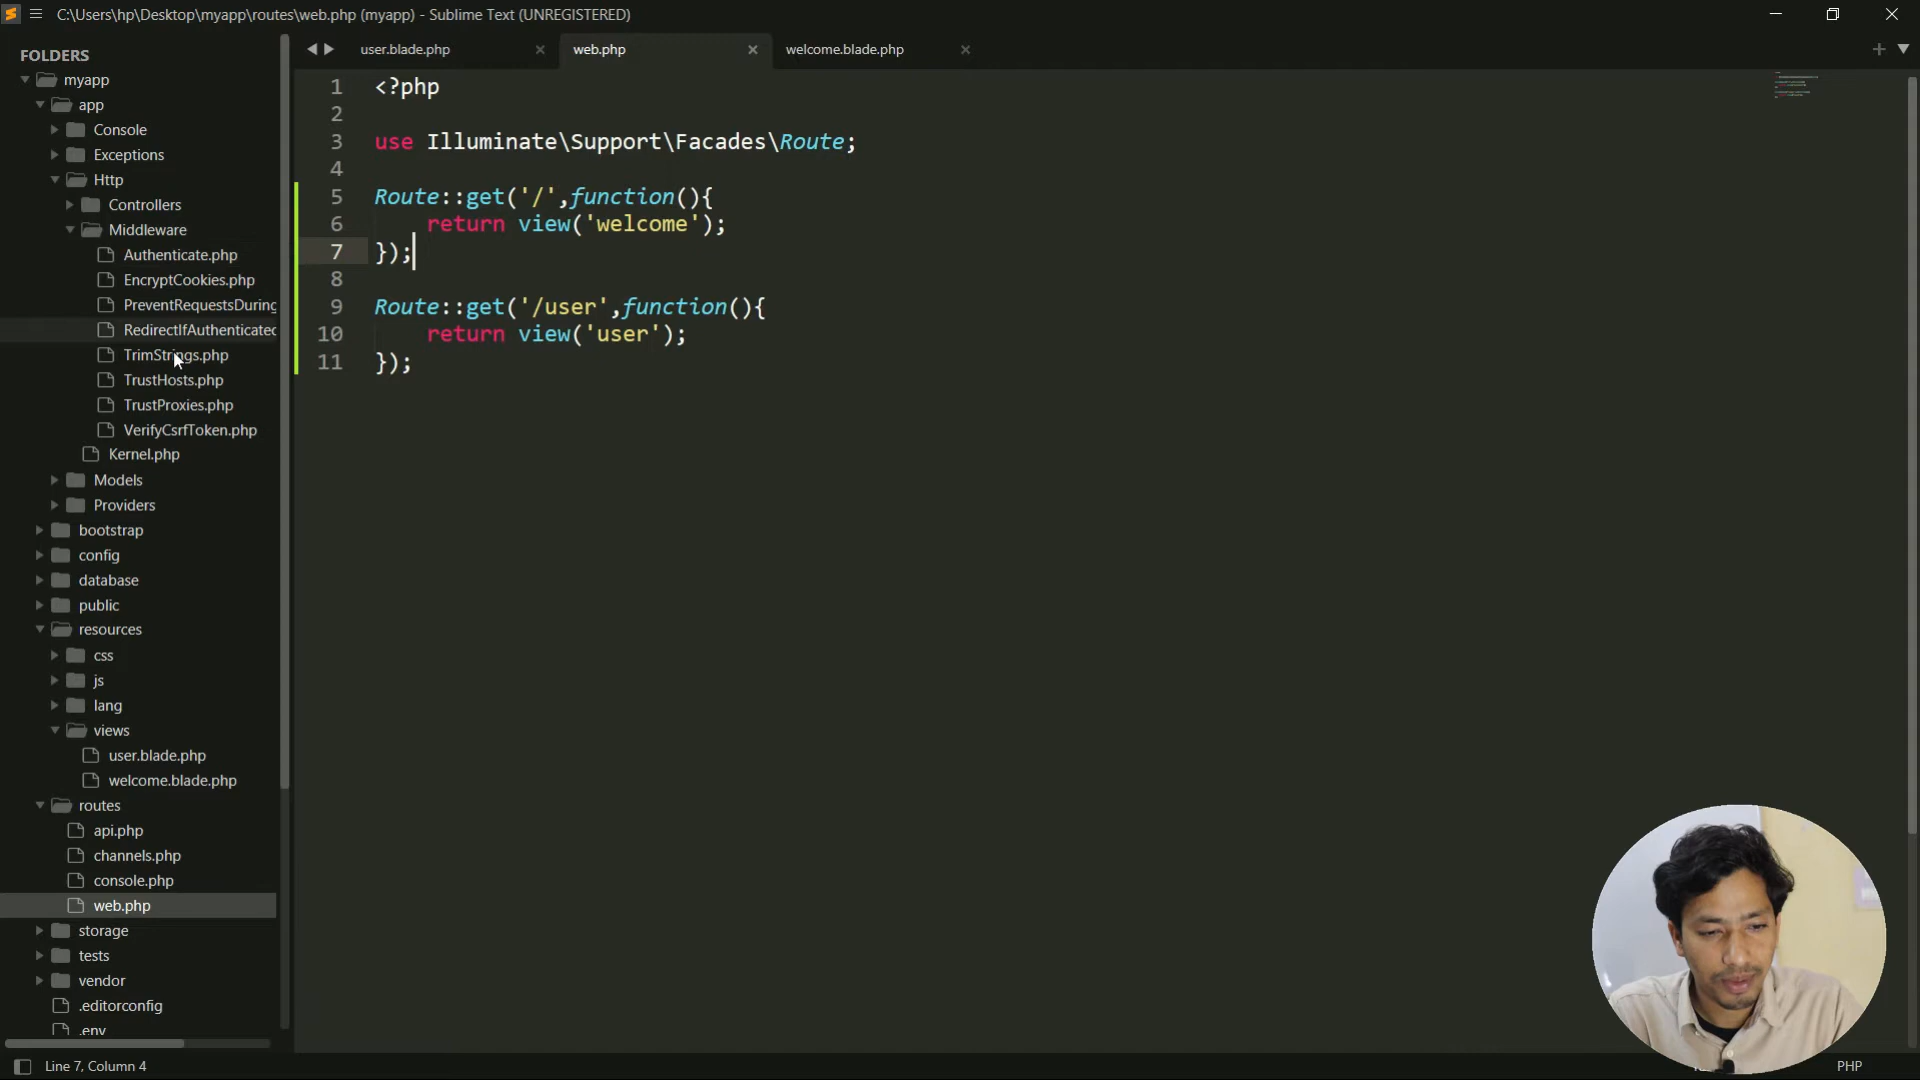 C:\Users\hp\Desktop\myapp\routes\web.php (myapp) - Sublime Text (UNREGISTERED)
FOLDERS
myapp
app
Console
Exceptions
Http
Controllers
Middleware
Authenticate.php
EncryptCookies.php
PreventRequestsDuring
RedirectIfAuthenticated
TrimStrings.php
TrustHosts.php
TrustProxies.php
VerifyCsrfToken.php
Kernel.php
Models
Providers
bootstrap
config
database
public
resources
css
js
lang
views
user.blade.php
welcome.blade.php
routes
api.php
channels.php
console.php
web.php
storage
tests
vendor
.editorconfig
.env
user.blade.php
web.php
welcome.blade.php
1 <?php
2
3 use Illuminate\Support\Facades\Route;
4
5 Route::get('/',function(){
6 return view('welcome');
7 });
8
9 Route::get('/user',function(){
10 return view('user');
11 });
Line 7, Column 4
PHP